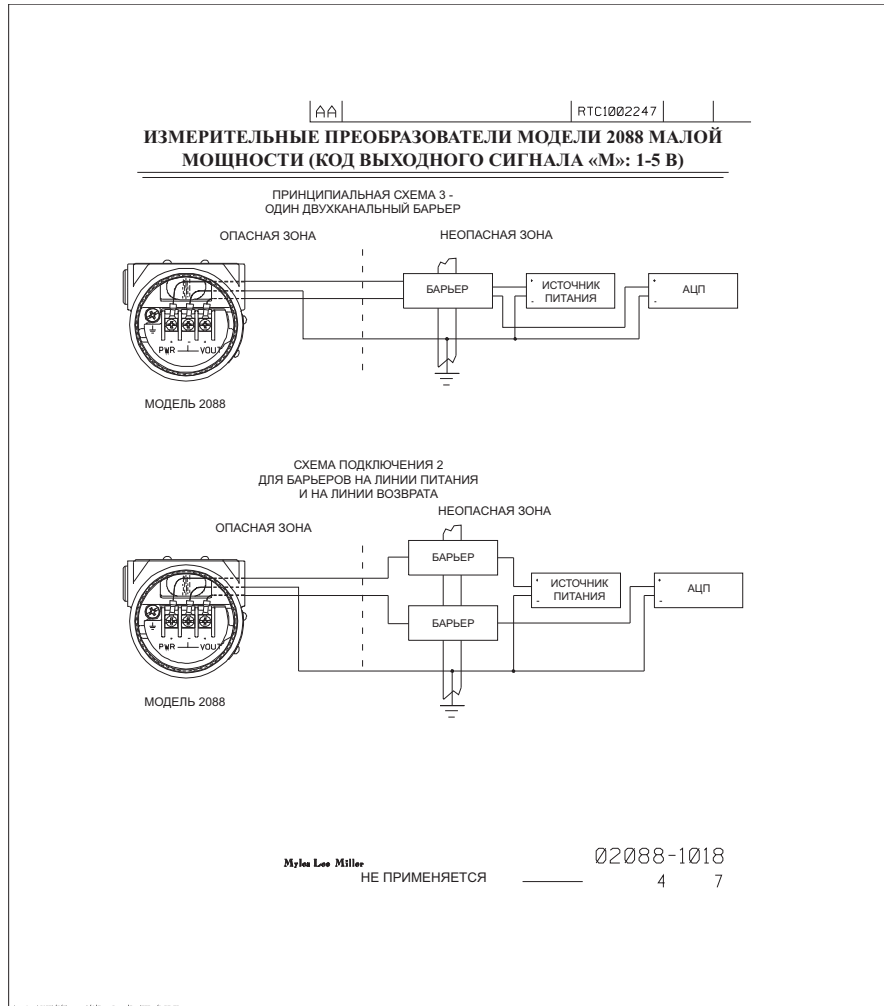 AA RTC1002247
ИЗМЕРИТЕЛЬНЫЕ ПРЕОБРАЗОВАТЕЛИ МОДЕЛИ 2088 МАЛОЙ
МОЩНОСТИ (КОД ВЫХОДНОГО СИГНАЛА «М»: 1-5 В)
ПРИНЦИПИАЛЬНАЯ СХЕМА 3 -
ОДИН ДВУХКАНАЛЬНЫЙ БАРЬЕР
ОПАСНАЯ ЗОНА НЕОПАСНАЯ ЗОНА
БАРЬЕР
+ ИСТОЧНИК
- ПИТАНИЯ
+ АЦП
-
+ - +
PWR VOUT
МОДЕЛЬ 2088
СХЕМА ПОДКЛЮЧЕНИЯ 2
ДЛЯ БАРЬЕРОВ НА ЛИНИИ ПИТАНИЯ
И НА ЛИНИИ ВОЗВРАТА
НЕОПАСНАЯ ЗОНА
ОПАСНАЯ ЗОНА
БАРЬЕР
+ ИСТОЧНИК
- ПИТАНИЯ
+ АЦП
-
БАРЬЕР
+ - +
PWR VOUT
МОДЕЛЬ 2088
Myles Lee Miller
02088-1018
НЕ ПРИМЕНЯЕТСЯ 4 7